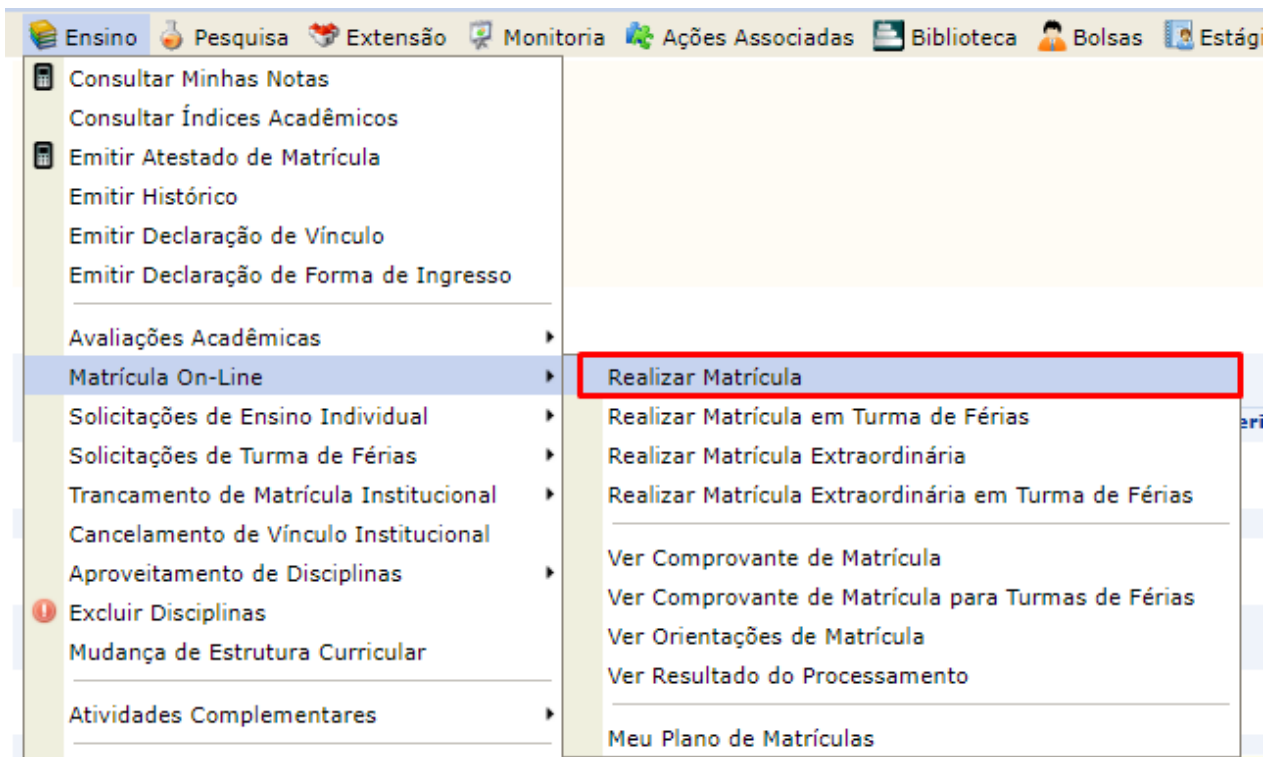 Ensino Pesquisa Extensão Monitoria Ações Associadas Biblioteca Bolsas Estági
Consultar Minhas Notas
Consultar Índices Acadêmicos
Emitir Atestado de Matrícula
Emitir Histórico
Emitir Declaração de Vínculo
Emitir Declaração de Forma de Ingresso
Avaliações Acadêmicas
Matrícula On-Line
Solicitações de Ensino Individual
Solicitações de Turma de Férias
Trancamento de Matrícula Institucional
Cancelamento de Vínculo Institucional
Aproveitamento de Disciplinas
Excluir Disciplinas
Mudança de Estrutura Curricular
Atividades Complementares
Realizar Matrícula
Realizar Matrícula em Turma de Férias
Realizar Matrícula Extraordinária
Realizar Matrícula Extraordinária em Turma de Férias
Ver Comprovante de Matrícula
Ver Comprovante de Matrícula para Turmas de Férias
Ver Orientações de Matrícula
Ver Resultado do Processamento
Meu Plano de Matrículas